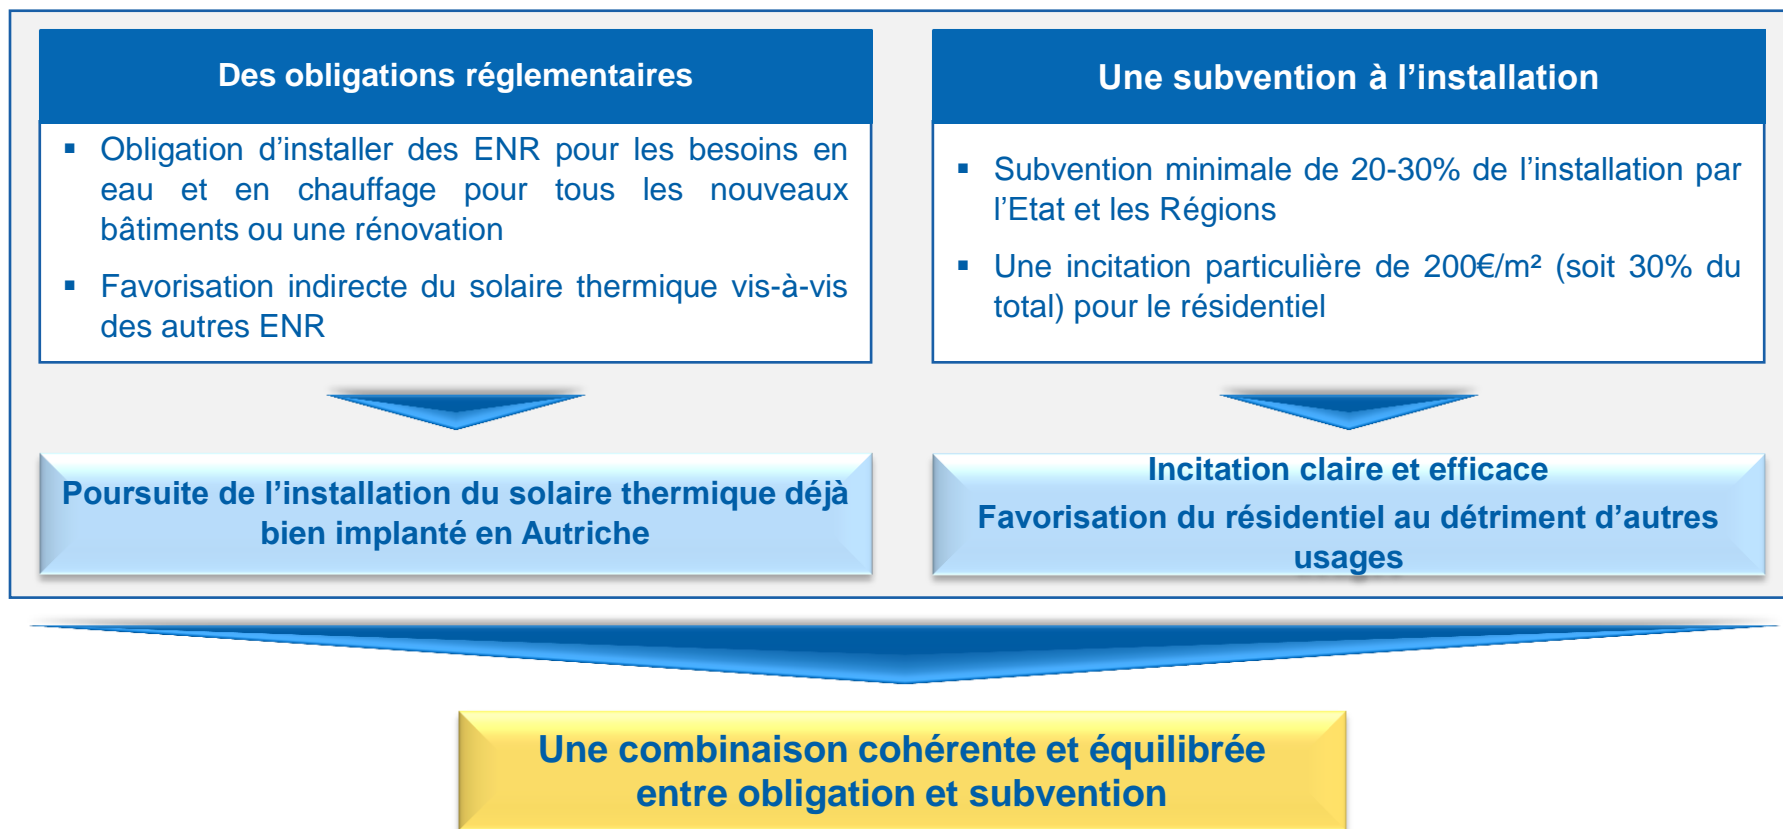 Des obligations réglementaires
▪ Obligation d’installer des ENR pour les besoins en
eau et en chauffage pour tous les nouveaux
bâtiments ou une rénovation
▪ Favorisation indirecte du solaire thermique vis-à-vis
des autres ENR
Poursuite de l’installation du solaire thermique déjà
bien implanté en Autriche
Une subvention à l’installation
▪ Subvention minimale de 20-30% de l’installation par
l’Etat et les Régions
▪ Une incitation particulière de 200€/m² (soit 30% du
total) pour le résidentiel
Incitation claire et efficace
Favorisation du résidentiel au détriment d’autres
usages
Une combinaison cohérente et équilibrée
entre obligation et subvention